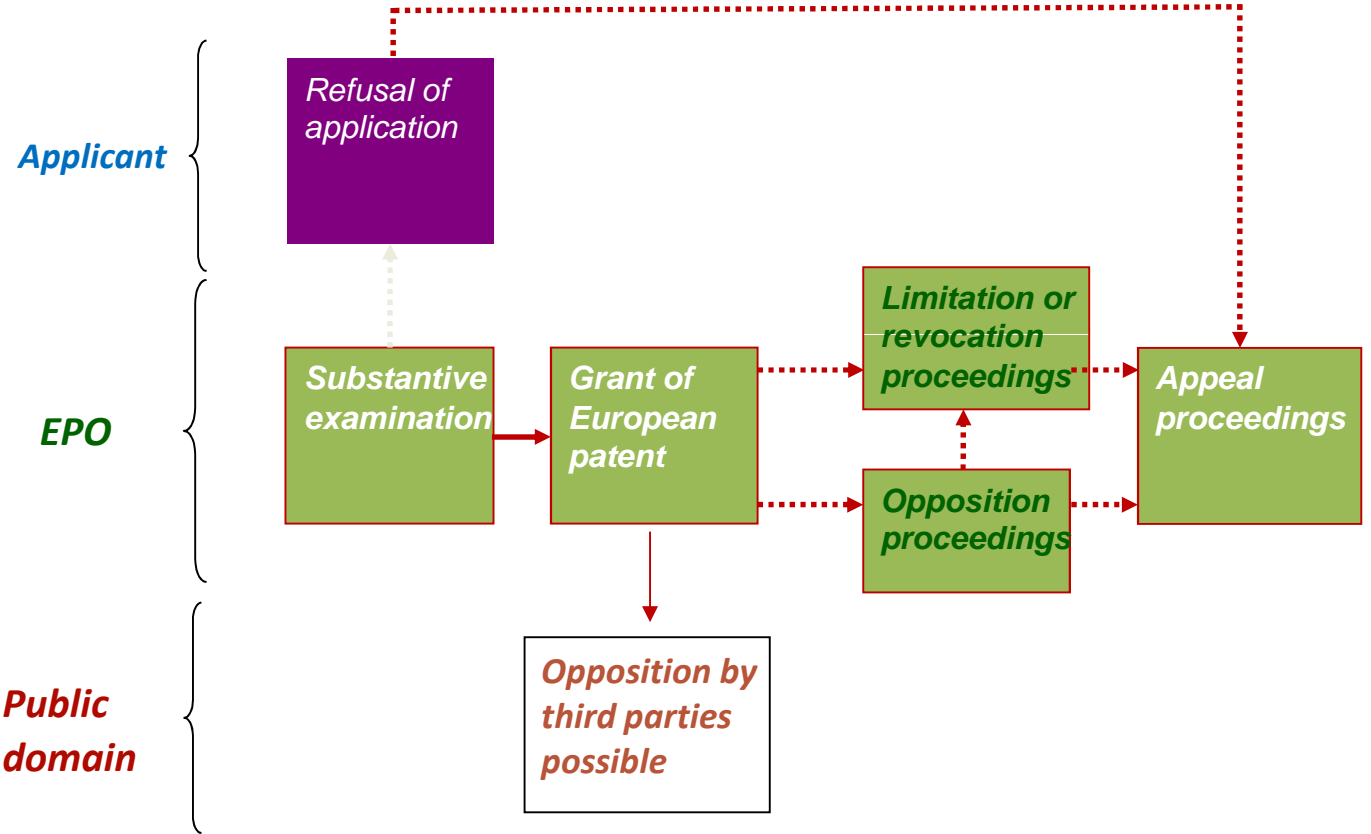 Applicant
Refusal of
application
EPO
Substantive
examination
Grant of
European
patent
Limitation or
revocation
proceedings
Opposition
proceedings
Appeal
proceedings
Public
domain
Opposition by
third parties
possible